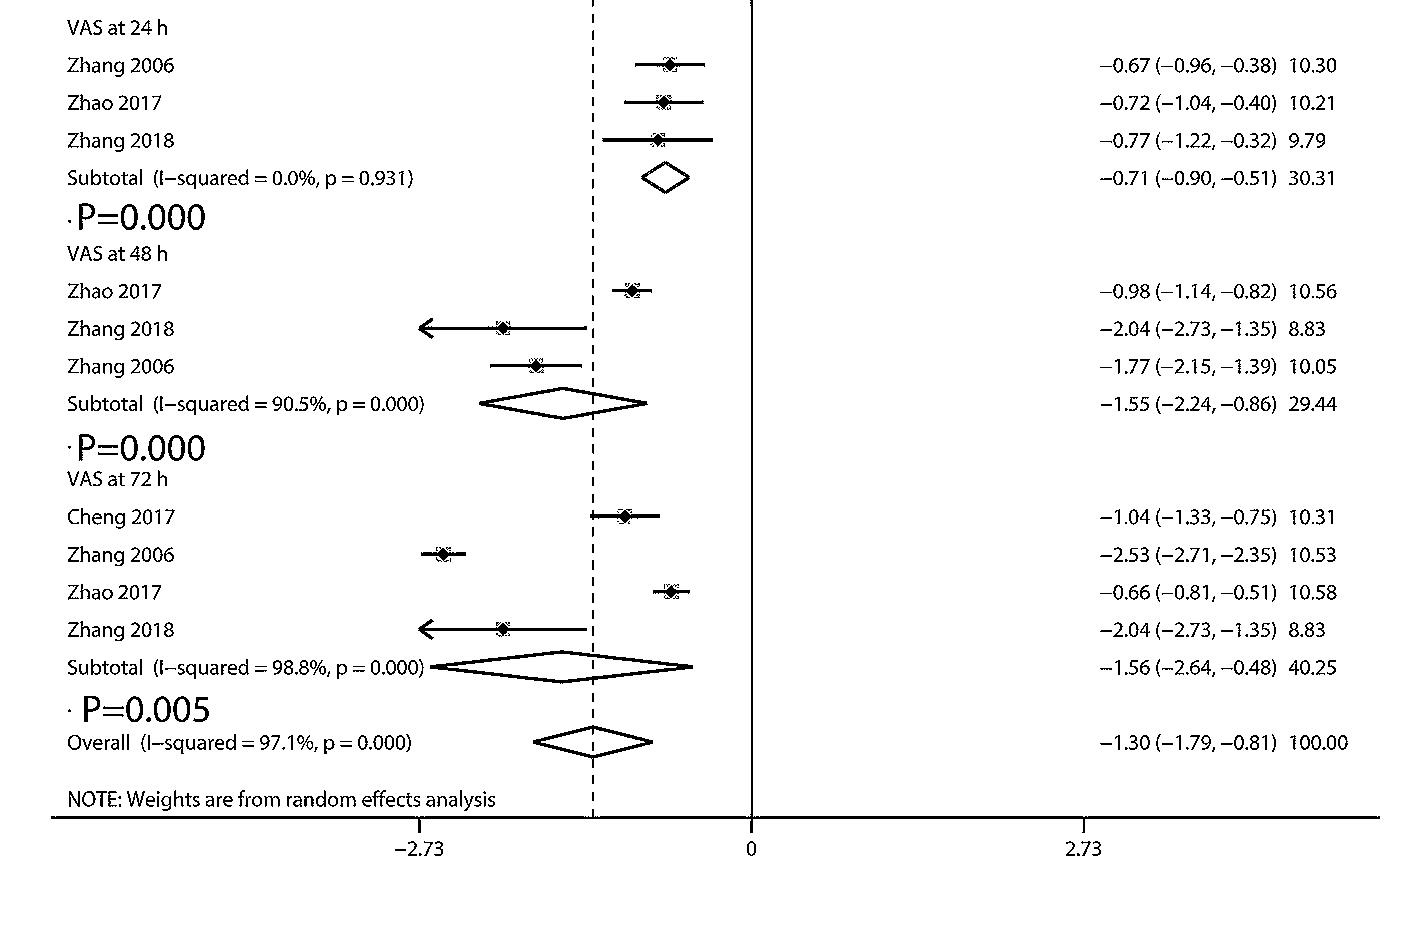 VAS at 24 h
Zhang 2006 −0.67 (−0.96, −0.38) 10.30
Zhao 2017 −0.72 (−1.04, −0.40) 10.21
Zhang 2018 −0.77 (−1.22, −0.32) 9.79
Subtotal (I−squared = 0.0%, p = 0.931) −0.71 (−0.90, −0.51) 30.31
. P=0.000
VAS at 48 h
Zhao 2017 −0.98 (−1.14, −0.82) 10.56
Zhang 2018 −2.04 (−2.73, −1.35) 8.83
Zhang 2006 −1.77 (−2.15, −1.39) 10.05
Subtotal (I−squared = 90.5%, p = 0.000) −1.55 (−2.24, −0.86) 29.44
. P=0.000
VAS at 72 h
Cheng 2017 −1.04 (−1.33, −0.75) 10.31
Zhang 2006 −2.53 (−2.71, −2.35) 10.53
Zhao 2017 −0.66 (−0.81, −0.51) 10.58
Zhang 2018 −2.04 (−2.73, −1.35) 8.83
Subtotal (I−squared = 98.8%, p = 0.000) −1.56 (−2.64, −0.48) 40.25
. P=0.005
Overall (I−squared = 97.1%, p = 0.000) −1.30 (−1.79, −0.81) 100.00
NOTE: Weights are from random effects analysis
−2.73 0 2.73